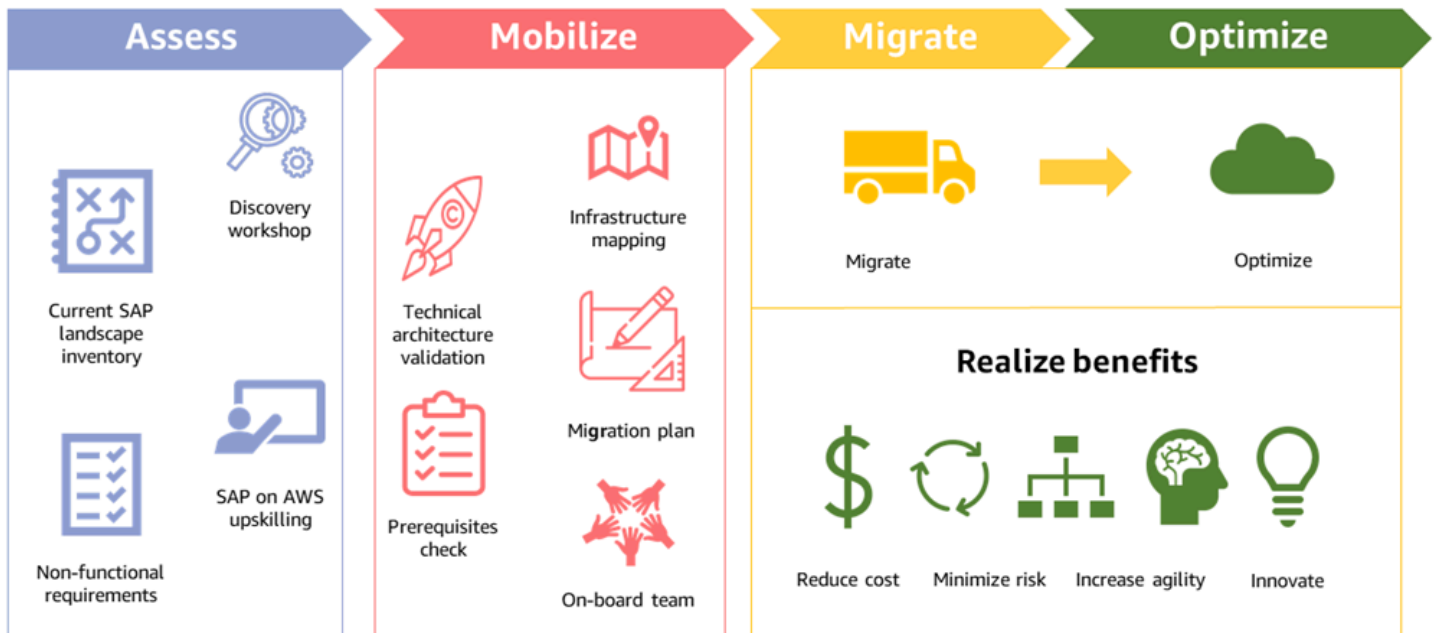 Assess
Mobilize
Migrate
Optimize
Discovery
workshop
Current SAP
landscape
inventory
SAP on AWS
upskilling
Non-functional
requirements
Infrastructure
mapping
Technical
architecture
validation
Migration plan
Prerequisites
check
On-board team
Migrate
Optimize
Realize benefits
Reduce cost
Minimize risk
Increase agility
Innovate